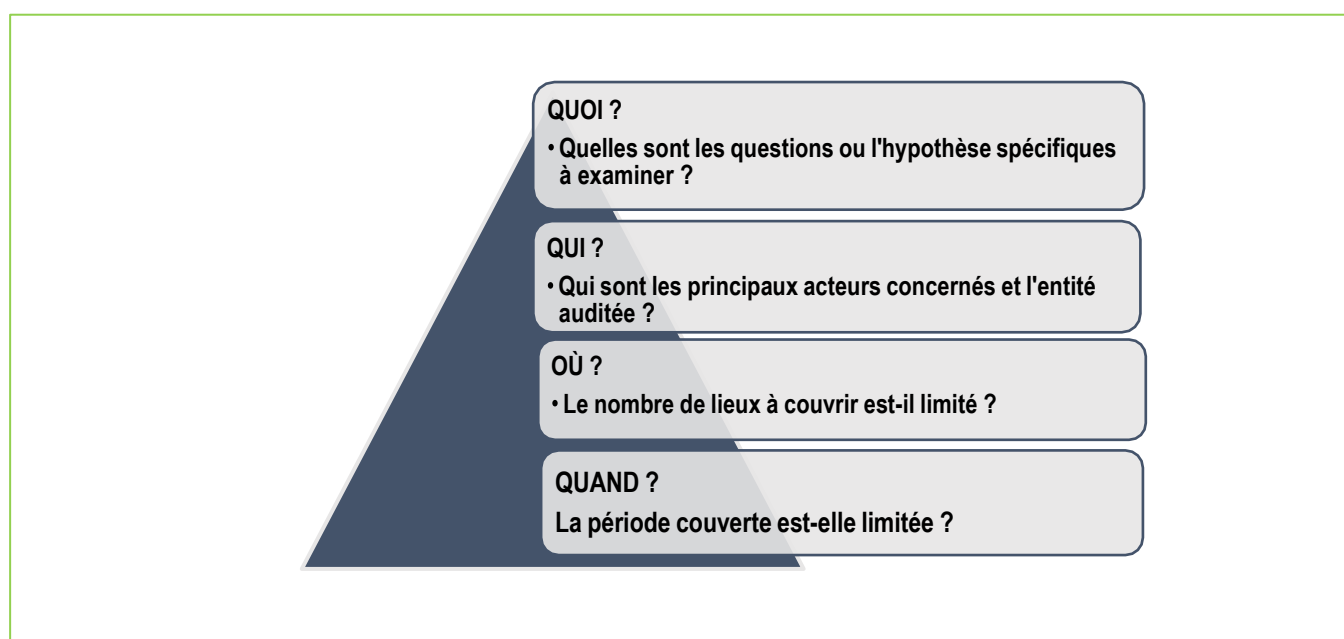 QUOI ?
• Quelles sont les questions ou l'hypothèse spécifiques
à examiner ?
QUI ?
• Qui sont les principaux acteurs concernés et l'entité
auditée ?
OÙ ?
• Le nombre de lieux à couvrir est-il limité ?
QUAND ?
La période couverte est-elle limitée ?